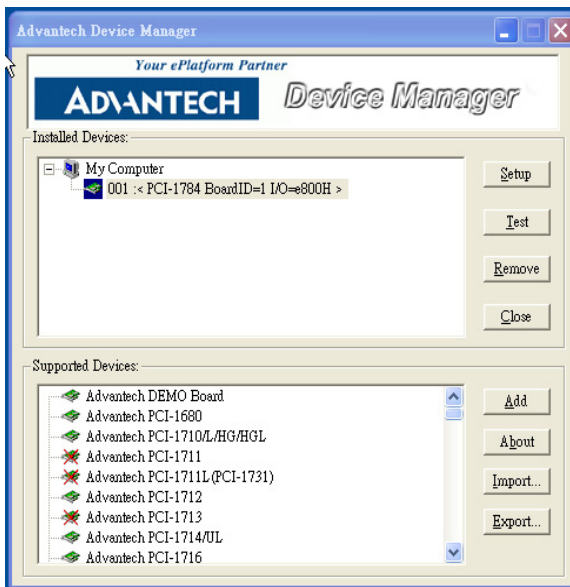 Advantech Device Manager
Your ePlatform Partner
ADVANTECH Device Manager
Installed Devices:
My Computer
001 :< PCI-1784 BoardID=1 I/O=e800H >
Setup
Test
Remove
Close
Supported Devices:
Advantech DEMO Board
Advantech PCI-1680
Advantech PCI-1710/L/HG/HGL
Advantech PCI-1711
Advantech PCI-1711L(PCI-1731)
Advantech PCI-1712
Advantech PCI-1713
Advantech PCI-1714/UL
Advantech PCI-1716
Add
About
Import...
Export...